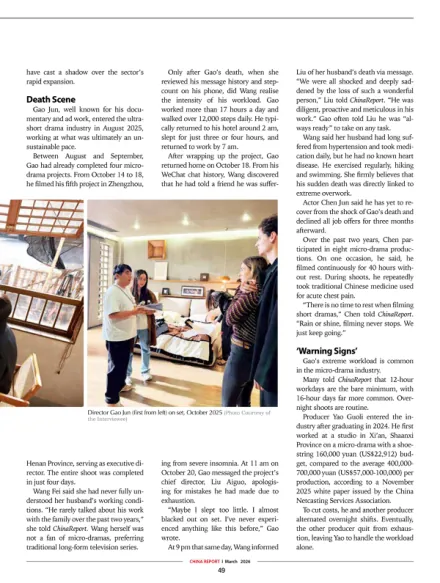 have cast a shadow over the sector's
rapid expansion.
Death Scene
Gao Jun, well known for his docu-
mentary and ad work, entered the ultra-
short drama industry in August 2025,
working at what was ultimately an un-
sustainable pace.
Between August and September,
Gao had already completed four micro-
drama projects. From October 14 to 18,
he filmed his fifth project in Zhengzhou,
Henan Province, serving as executive di-
rector. The entire shoot was completed
in just four days.
Wang Fei said she had never fully un-
derstood her husband's working condi-
tions. "He rarely talked about his work
with the family over the past two years,"
she told ChinaReport. Wang herself was
not a fan of micro-dramas, preferring
traditional long-form television series.
Only after Gao's death, when she
reviewed his message history and step-
count on his phone, did Wang realise
the intensity of his workload. Gao
worked more than 17 hours a day and
walked over 12,000 steps daily. He typi-
cally returned to his hotel around 2 am,
slept for just three or four hours, and
returned to work by 7 am.
After wrapping up the project, Gao
returned home on October 18. From his
WeChat chat history, Wang discovered
that he had told a friend he was suffer-
Director Gao Jun (first from left) on set, October 2025 (Photo Courtesy of
the Interviewee)
ing from severe insomnia. At 11 am on
October 20, Gao messaged the project's
chief director, Liu Aiguo, apologis-
ing for mistakes he had made due to
exhaustion.
"Maybe I slept too little. I almost
blacked out on set. I've never experi-
enced anything like this before," Gao
wrote.
At 9 pm that same day, Wang informed
Liu of her husband's death via message.
"We were all shocked and deeply sad-
dened by the loss of such a wonderful
person," Liu told ChinaReport. "He was
diligent, proactive and meticulous in his
work." Gao often told Liu he was "al-
ways ready" to take on any task.
Wang said her husband had long suf-
fered from hypertension and took medi-
cation daily, but he had no known heart
disease. He exercised regularly, hiking
and swimming. She firmly believes that
his sudden death was directly linked to
extreme overwork.
Actor Chen Jun said he has yet to re-
cover from the shock of Gao's death and
declined all job offers for three months
afterward.
Over the past two years, Chen par-
ticipated in eight micro-drama produc-
tions. On one occasion, he said, he
filmed continuously for 40 hours with-
out rest. During shoots, he repeatedly
took traditional Chinese medicine used
for acute chest pain.
"There is no time to rest when filming
short dramas," Chen told ChinaReport.
"Rain or shine, filming never stops. We
just keep going."
'Warning Signs'
Gao's extreme workload is common
in the micro-drama industry.
Many told ChinaReport that 12-hour
workdays are the bare minimum, with
16-hour days far more common. Over-
night shoots are routine.
Producer Yao Guoli entered the in-
dustry after graduating in 2024. He first
worked at a studio in Xi'an, Shaanxi
Province on a micro-drama with a shoe-
string 160,000 yuan (US$22,912) bud-
get, compared to the average 400,000-
700,000 yuan (US$57,000-100,000) per
production, according to a November
2025 white paper issued by the China
Netcasting Services Association.
To cut costs, he and another producer
alternated overnight shifts. Eventually,
the other producer quit from exhaus-
tion, leaving Yao to handle the workload
alone.
CHINA REPORT I March 2026
49